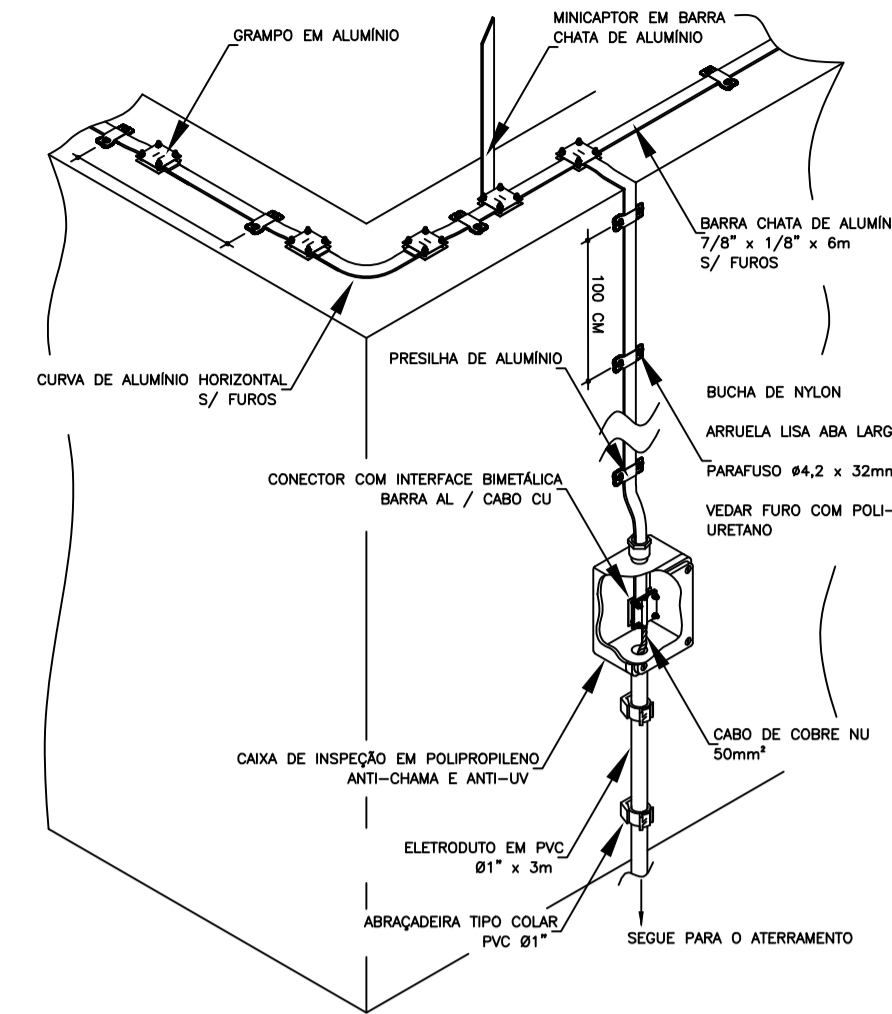 GRAMPO EM ALUMÍNIO
MINICAPTOR EM BARRA
CHATA DE ALUMÍNIO
BARRA CHATA DE ALUMÍN
7/8" x 1/8" x 6m
S/ FUROS
100 CM
CURVA DE ALUMÍNIO HORIZONTAL
S/ FUROS
PRESILHA DE ALUMÍNIO
BUCHA DE NYLON
ARRUELA LISA ABA LARG
PARAFUSO ø4,2 x 32mm
VEDAR FURO COM POLI-
URETANO
CONECTOR COM INTERFACE BIMETÁLICA
BARRA AL / CABO CU
CABO DE COBRE NU
50mm²
CAIXA DE INSPEÇÃO EM POLIPROPILENO
ANTI-CHAMA E ANTI-UV
ELETRODUTO EM PVC
Ø1" x 3m
ABRAÇADEIRA TIPO COLAR
PVC Ø1"
SEGUE PARA O ATERRAMENTO